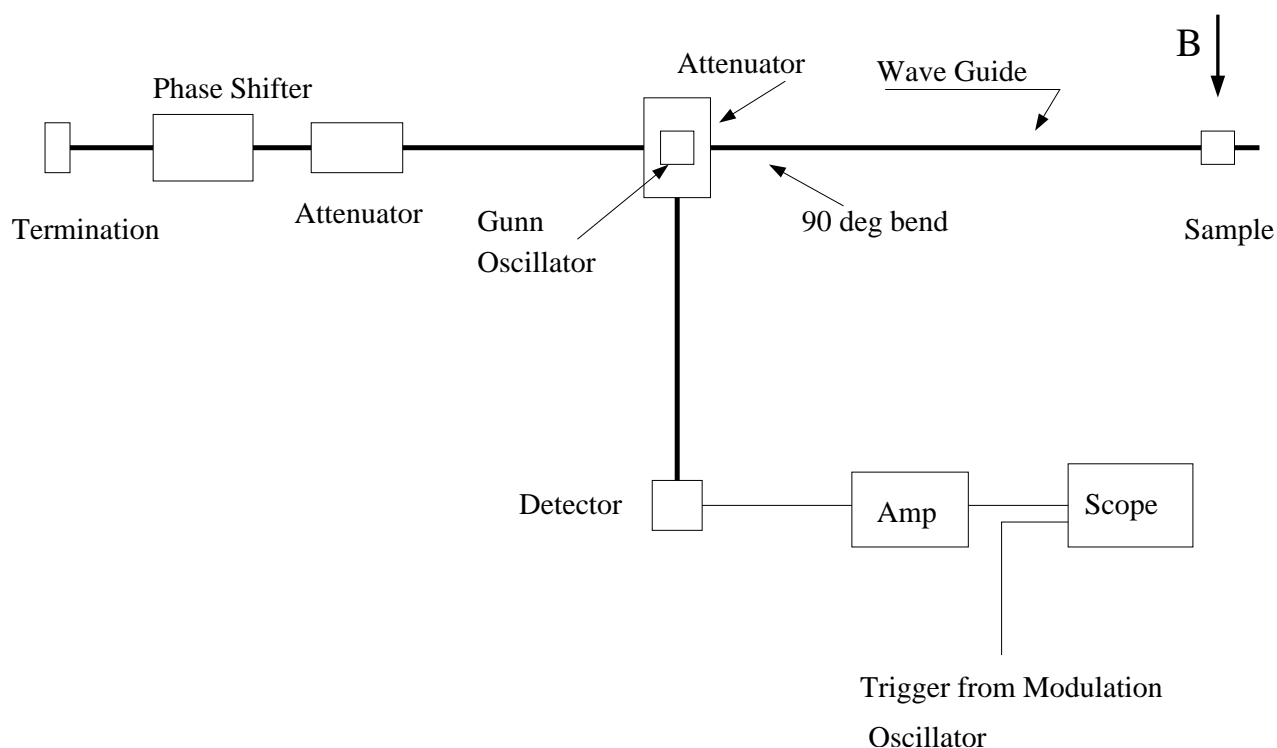 B
Attenuator
Wave Guide
Phase Shifter
Termination
Attenuator
Gunn
Oscillator
90 deg bend
Sample
Detector
Amp
Scope
Trigger from Modulation
Oscillator